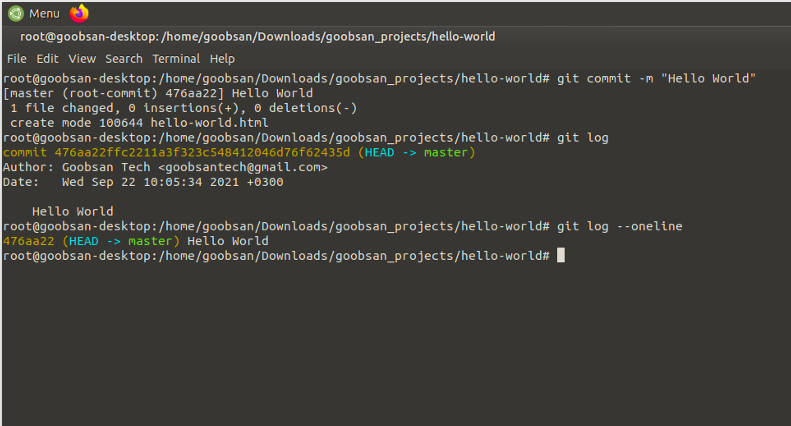 Menu
root@goobsan-desktop:/home/goobsan/Downloads/goobsan_projects/hello-world
File Edit View Search Terminal Help
root@goobsan-desktop:/home/goobsan/Downloads/goobsan_projects/hello-world# git commit -m "Hello World"
[master (root-commit) 476aa22] Hello World
 1 file changed, 0 insertions(+), 0 deletions(-)
 create mode 100644 hello-world.html
root@goobsan-desktop:/home/goobsan/Downloads/goobsan_projects/hello-world# git log
commit 476aa22ffc2211a3f323c548412046d76f62435d (HEAD -> master)
Author: Goobsan Tech <goobsantech@gmail.com>
Date:   Wed Sep 22 10:05:34 2021 +0300
    Hello World
root@goobsan-desktop:/home/goobsan/Downloads/goobsan_projects/hello-world# git log --oneline
476aa22 (HEAD -> master) Hello World
root@goobsan-desktop:/home/goobsan/Downloads/goobsan_projects/hello-world#